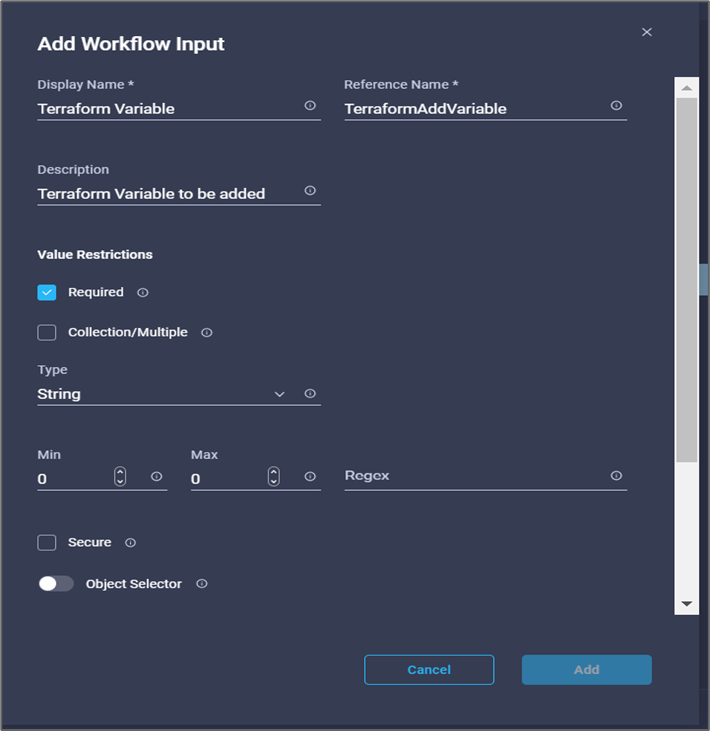 Add Workflow Input
Display Name * Reference Name *
Terraform Variable TerraformAddVariable
Description
Terraform Variable to be added
Value Restrictions
Required
Collection/Multiple
Type
String
Min Max
0 0 Regex
Secure
Object Selector
Cancel Add